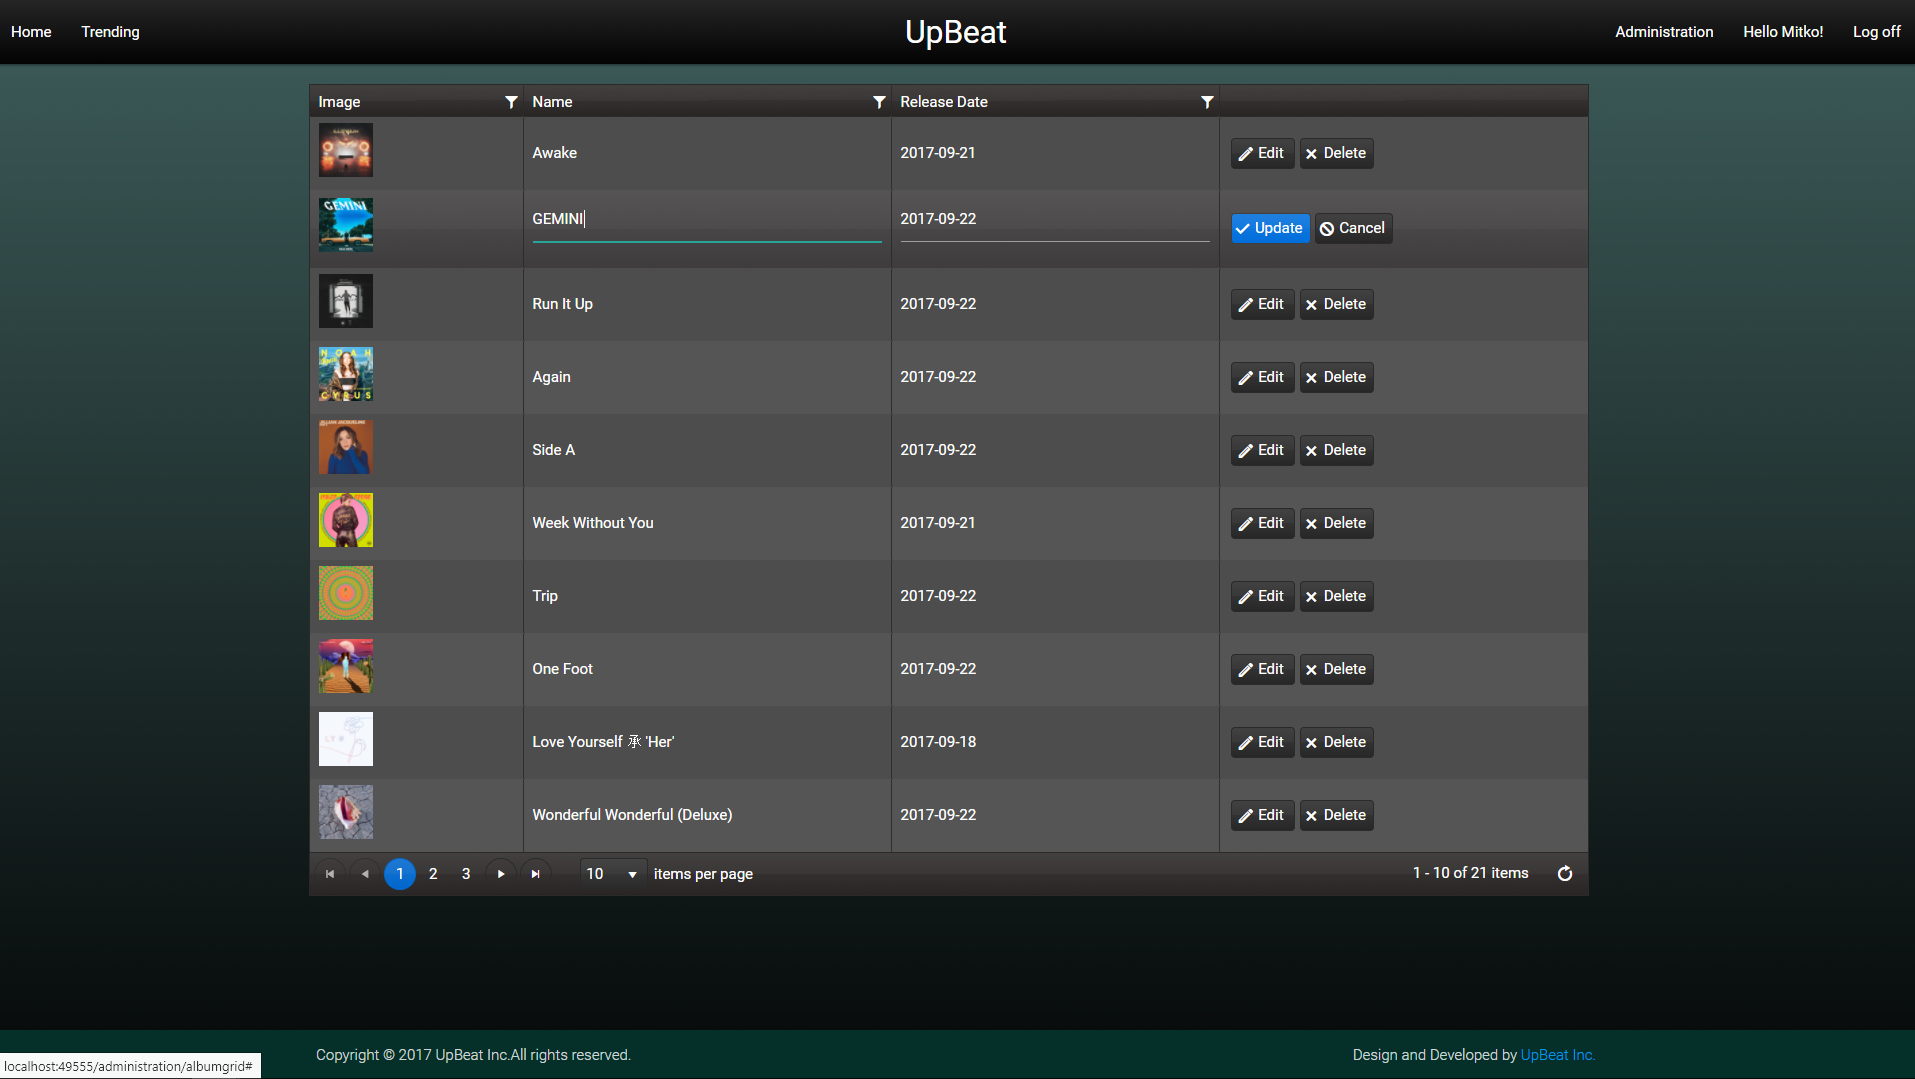 Home Trending UpBeat Administration Hello Mitko! Log off
Image Name Release Date
Awake 2017-09-21 Edit Delete
GEMINI GEMINI 2017-09-22 Update Cancel
Run It Up 2017-09-22 Edit Delete
NOAH
CYRUS
Again 2017-09-22 Edit Delete
Side A 2017-09-22 Edit Delete
Week Without You 2017-09-21 Edit Delete
Trip 2017-09-22 Edit Delete
One Foot 2017-09-22 Edit Delete
Love Yourself 承 'Her' 2017-09-18 Edit Delete
Wonderful Wonderful (Deluxe) 2017-09-22 Edit Delete
1 2 3 10 items per page 1 - 10 of 21 items
Copyright © 2017 UpBeat Inc.All rights reserved. Design and Developed by UpBeat Inc.
localhost:49555/administration/albumgrid#